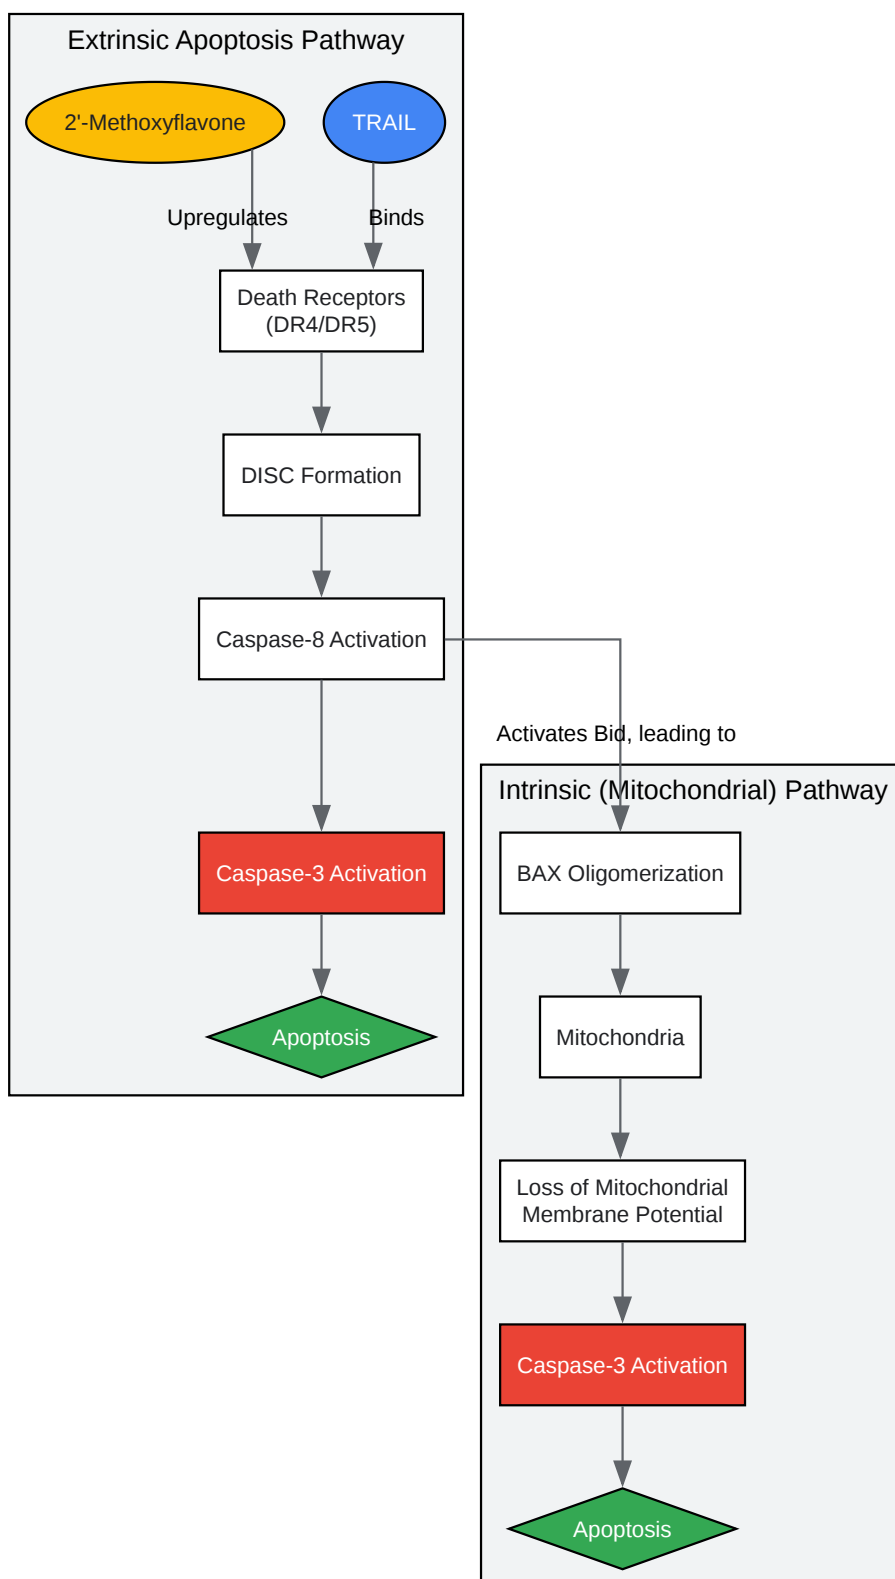 Extrinsic Apoptosis Pathway
2'-Methoxyflavone
TRAIL
Upregulates
Binds
Death Receptors
(DR4/DR5)
DISC Formation
Caspase-8 Activation
Activates Bid, leading to
Intrinsic (Mitochondrial) Pathway
Caspase-3 Activation
BAX Oligomerization
Apoptosis
Mitochondria
Loss of Mitochondrial
Membrane Potential
Caspase-3 Activation
Apoptosis